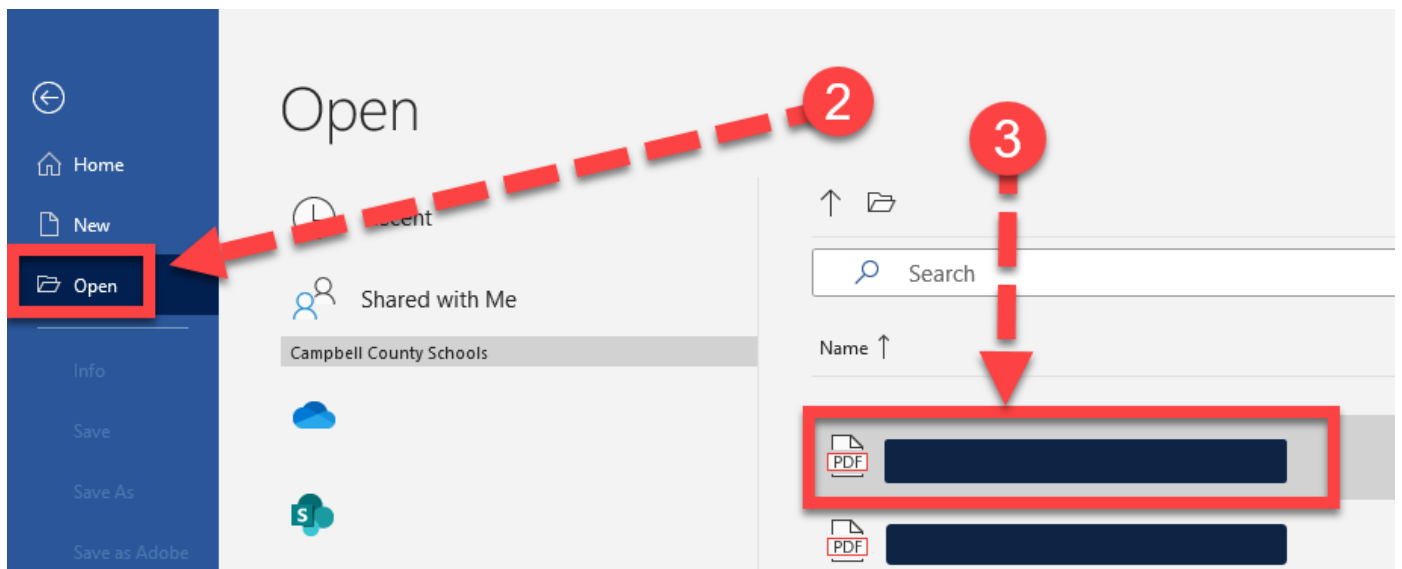 Open
2
3
Home
New
Recent
Open
Search
Shared with Me
Name
Campbell County Schools
Info
Save
PDF
Save As
S
Save as Adobe
PDF